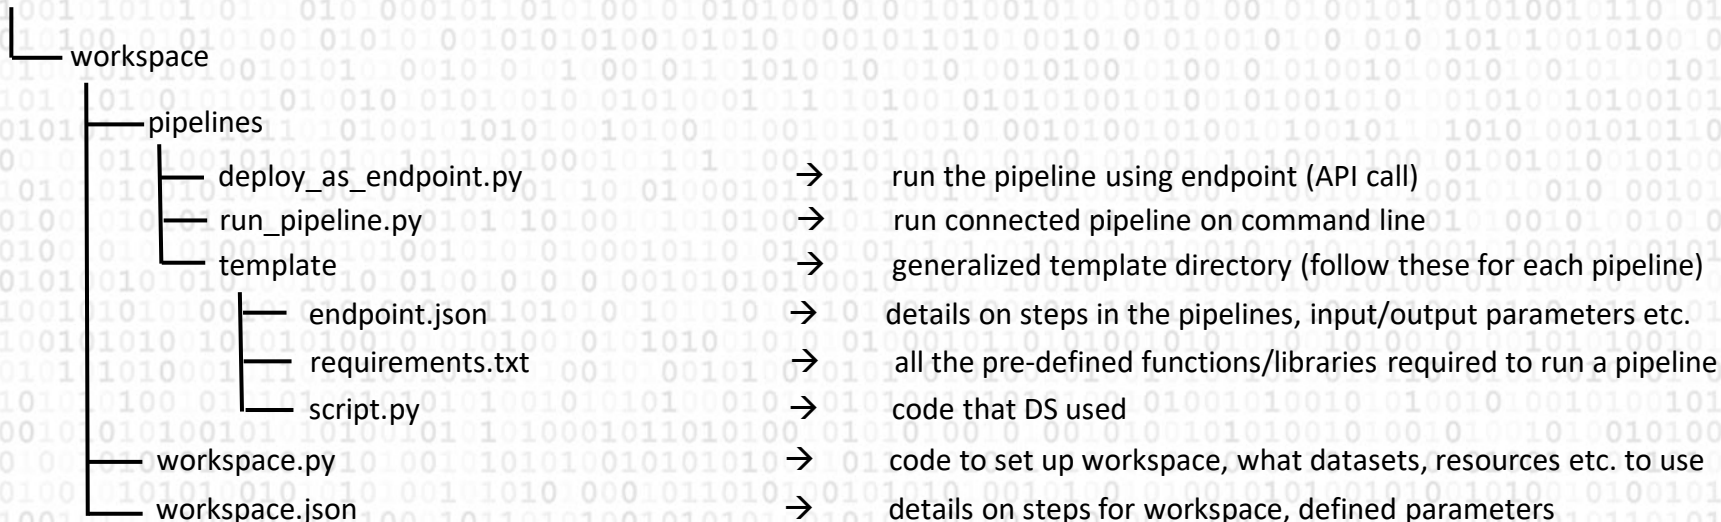 workspace
pipelines
deploy_as_endpoint.py → run the pipeline using endpoint (API call)
run_pipeline.py → run connected pipeline on command line
template → generalized template directory (follow these for each pipeline)
endpoint.json → details on steps in the pipelines, input/output parameters etc.
requirements.txt → all the pre-defined functions/libraries required to run a pipeline
script.py → code that DS used
workspace.py → code to set up workspace, what datasets, resources etc. to use
workspace.json → details on steps for workspace, defined parameters